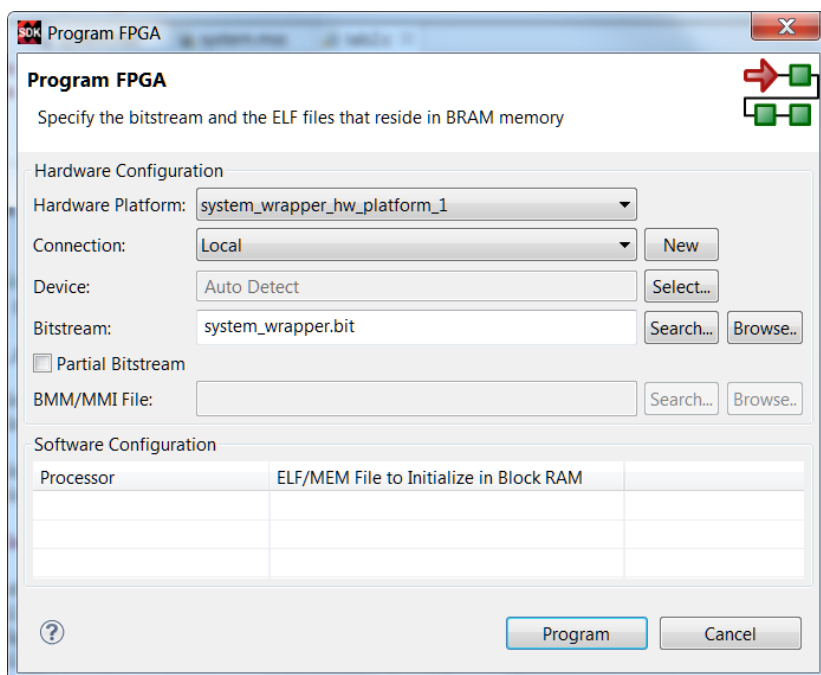 SDK Program FPGA
Program FPGA
Specify the bitstream and the ELF files that reside in BRAM memory
Hardware Configuration
Hardware Platform: system_wrapper_hw_platform_1
Connection: Local New
Device: Auto Detect Select...
Bitstream: system_wrapper.bit Search... Browse..
Partial Bitstream
BMM/MMI File: Search... Browse..
Software Configuration
Processor ELF/MEM File to Initialize in Block RAM
? Program Cancel